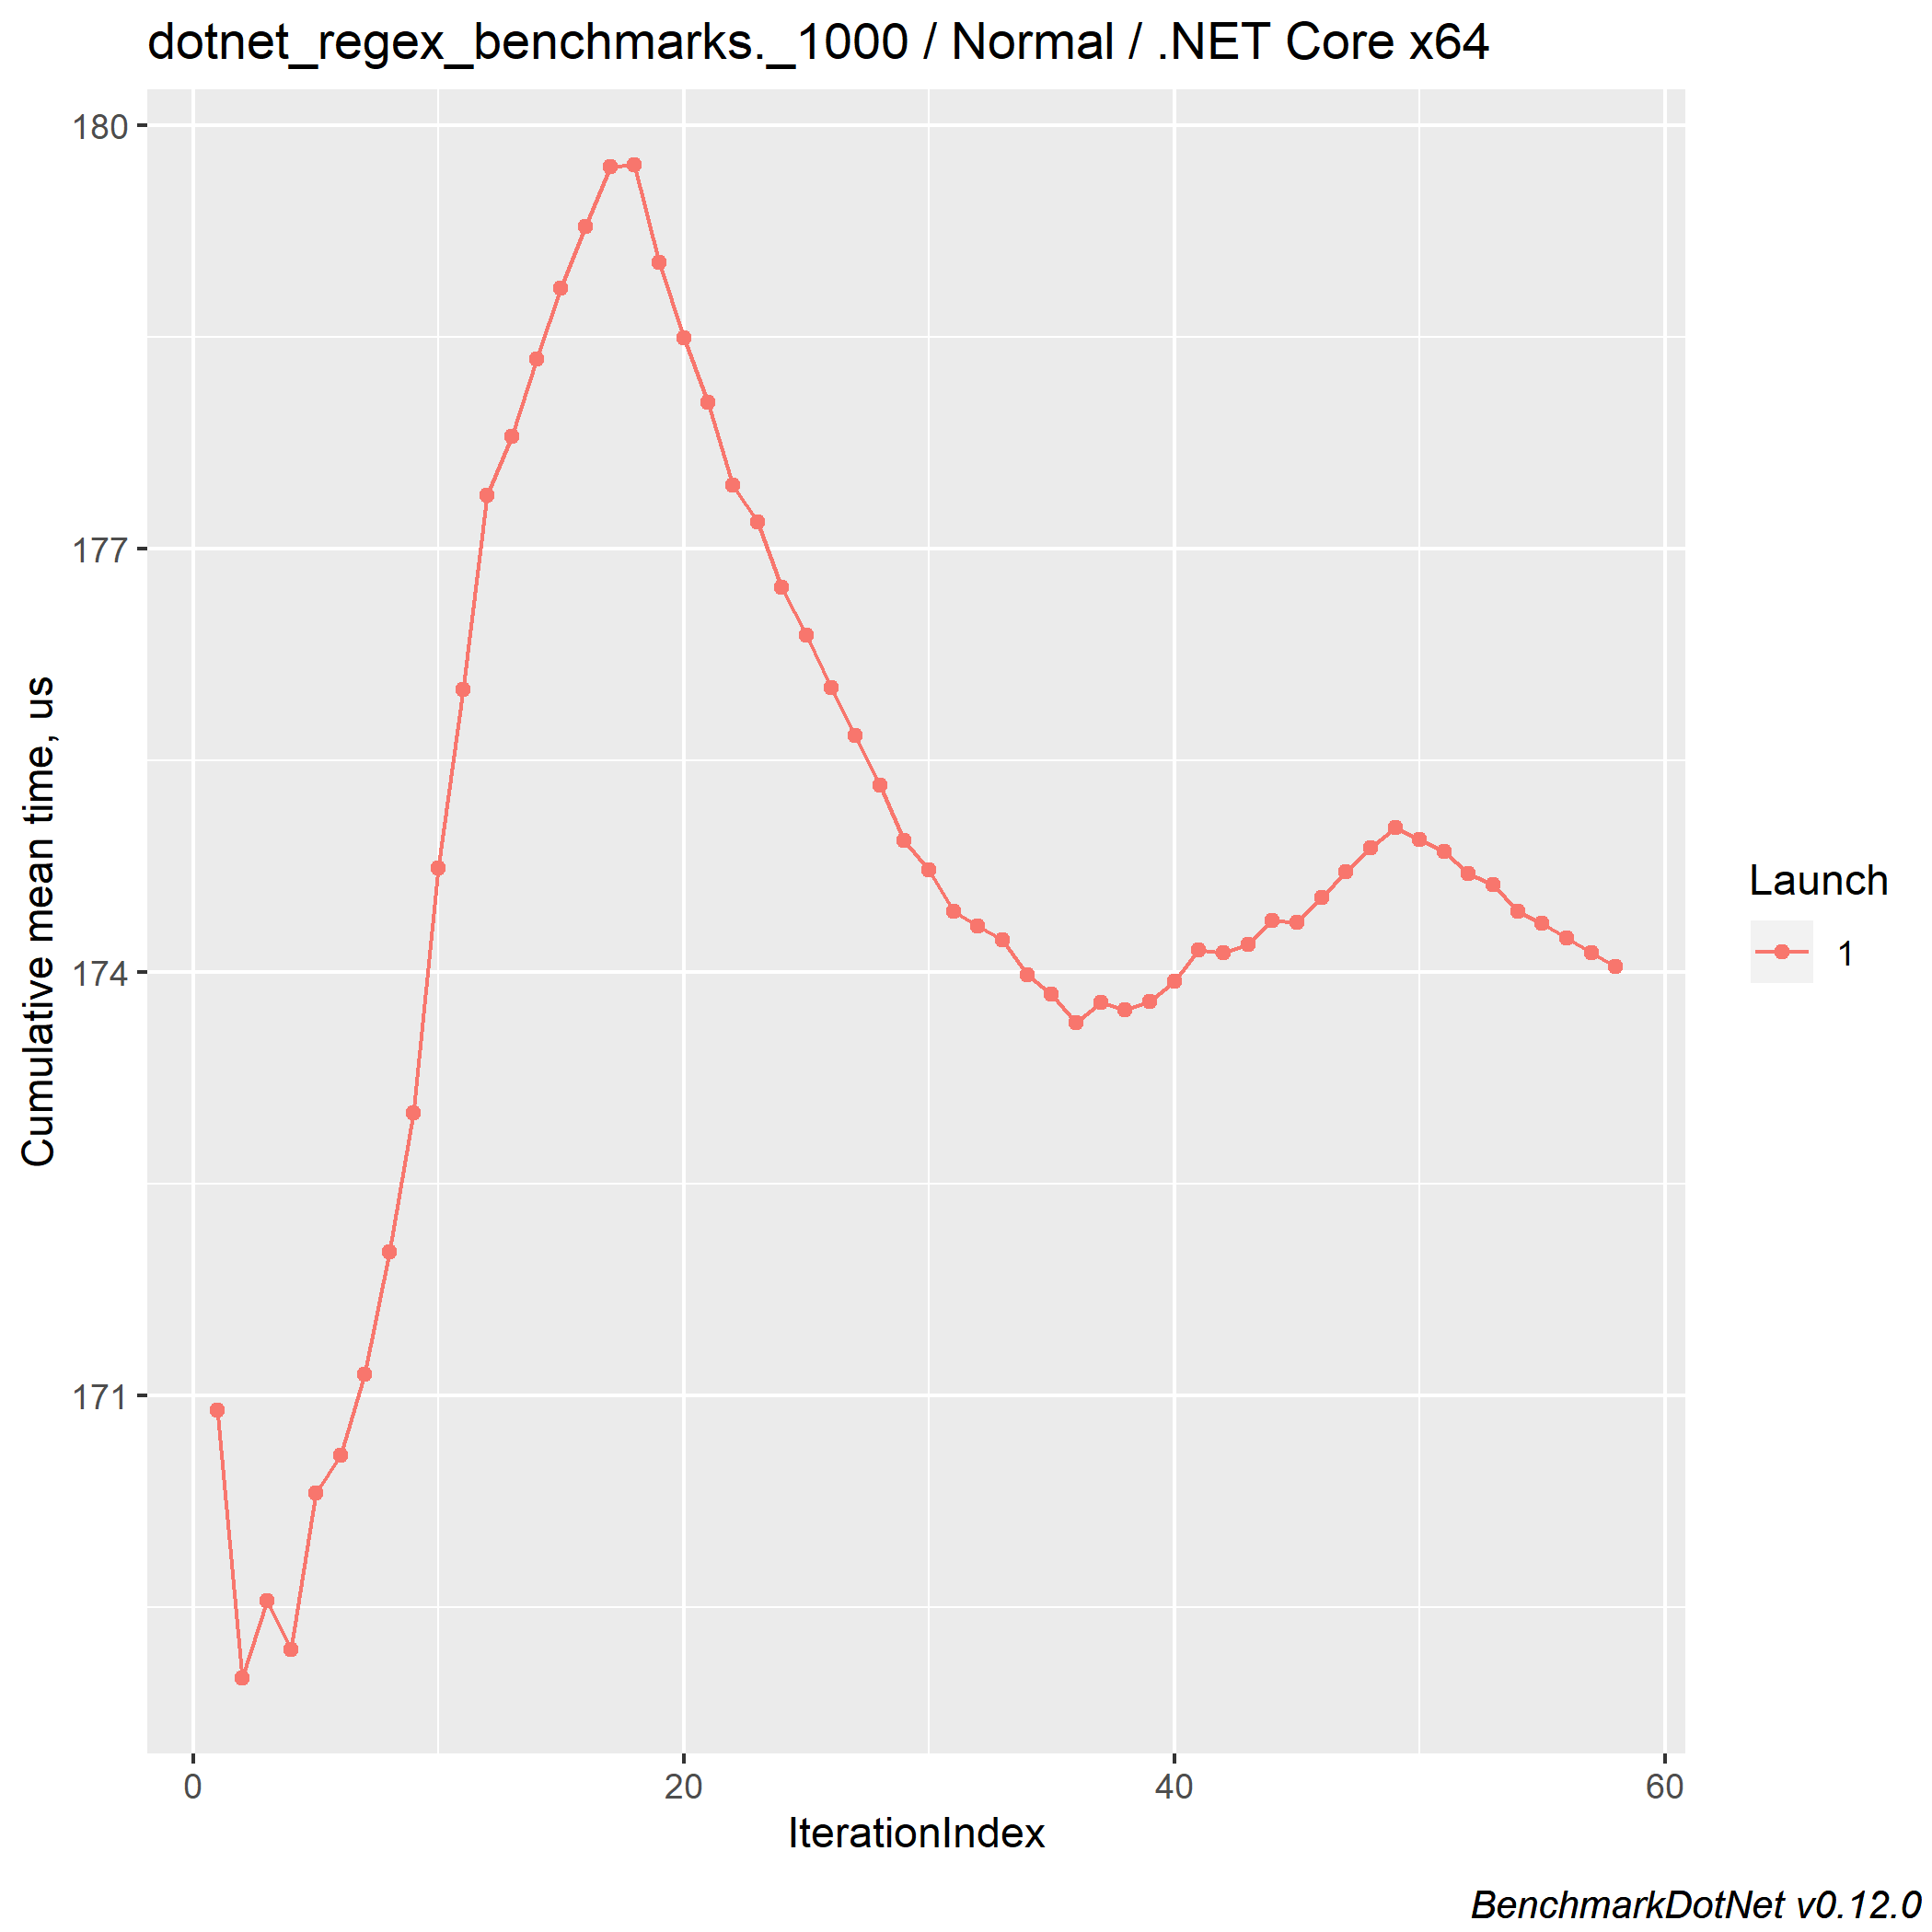 dotnet_regex_benchmarks._1000 / Normal / .NET Core x64
180
177
174
171
Cumulative mean time, us
0 20 40 60
IterationIndex
Launch
1
BenchmarkDotNet v0.12.0